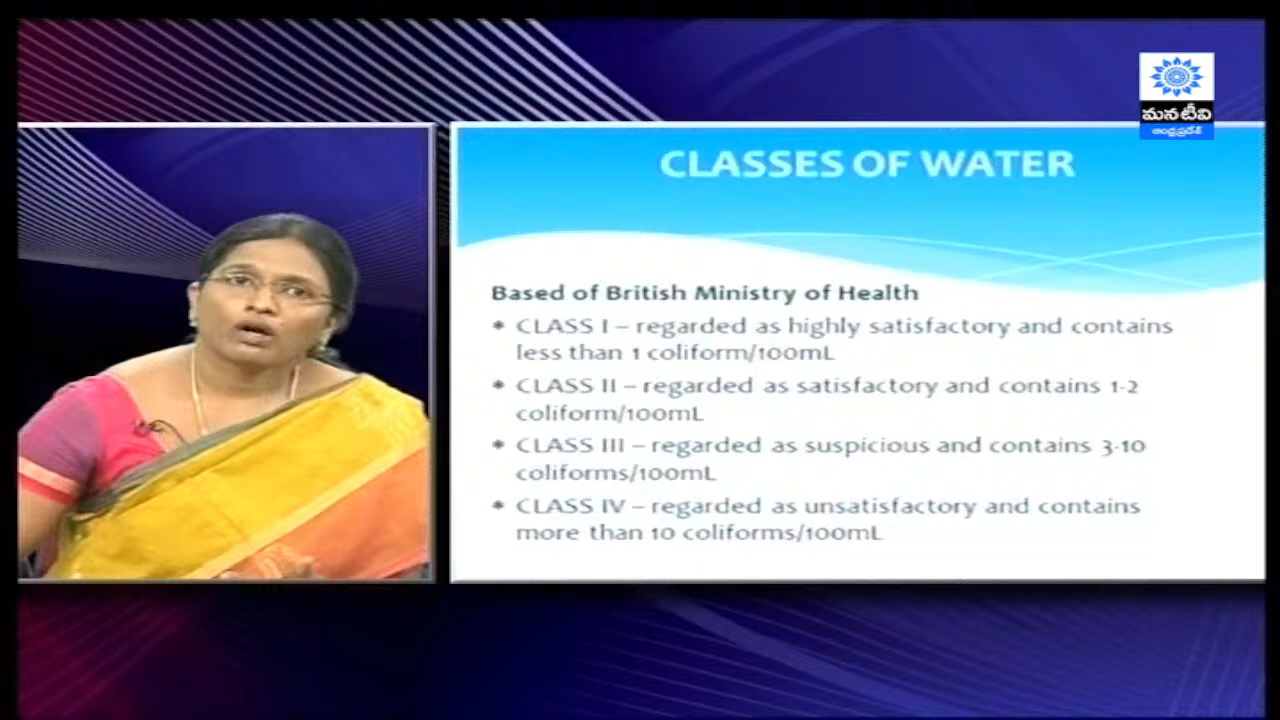 మనటీవి
ఆంధ్రప్రదేశ్
CLASSES OF WATER
Based of British Ministry of Health
* CLASS I – regarded as highly satisfactory and contains
less than 1 coliform/100mL
* CLASS II – regarded as satisfactory and contains 1-2
coliform/100mL
* CLASS III – regarded as suspicious and contains 3-10
coliforms/100mL
* CLASS IV – regarded as unsatisfactory and contains
more than 10 coliforms/100mL